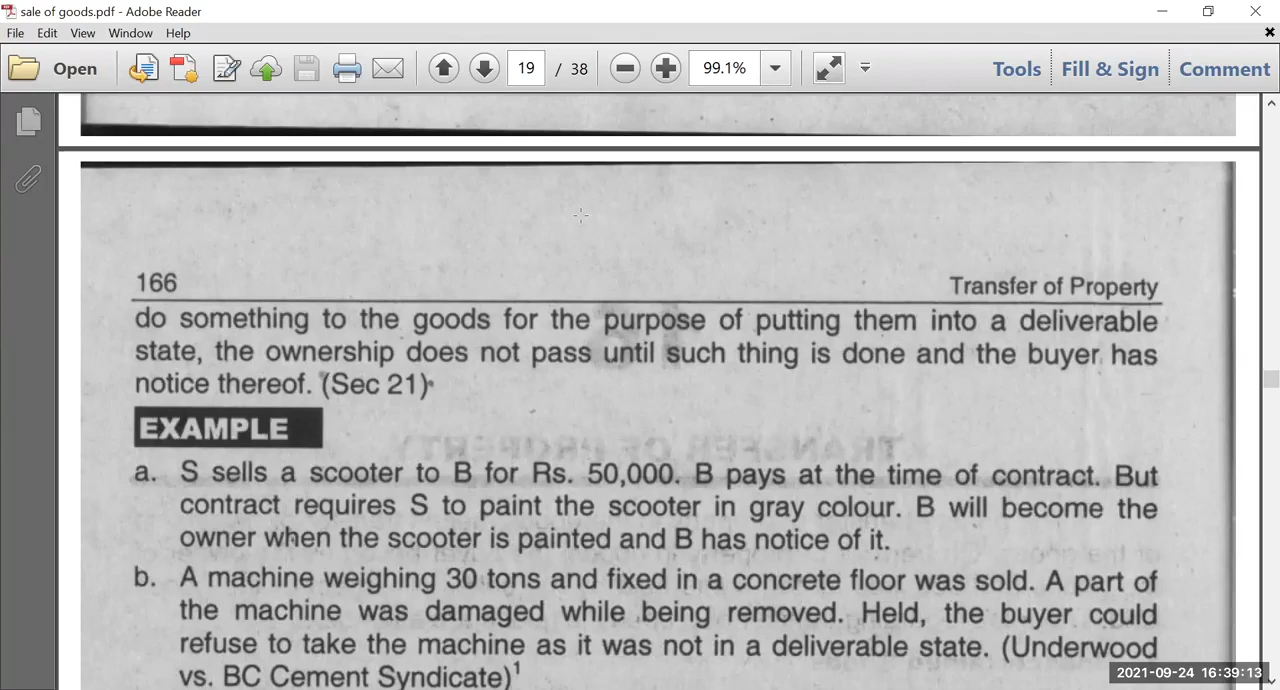 sale of goods.pdf - Adobe Reader
File Edit View Window Help
Open 19 / 38 99.1% Tools Fill & Sign Comment
166 Transfer of Property
do something to the goods for the purpose of putting them into a deliverable
state, the ownership does not pass until such thing is done and the buyer has
notice thereof. (Sec 21)
EXAMPLE
a. S sells a scooter to B for Rs. 50,000. B pays at the time of contract. But
contract requires S to paint the scooter in gray colour. B will become the
owner when the scooter is painted and B has notice of it.
b. A machine weighing 30 tons and fixed in a concrete floor was sold. A part of
the machine was damaged while being removed. Held, the buyer could
refuse to take the machine as it was not in a deliverable state. (Underwood
vs. BC Cement Syndicate)1
2021-09-24 16:39:13